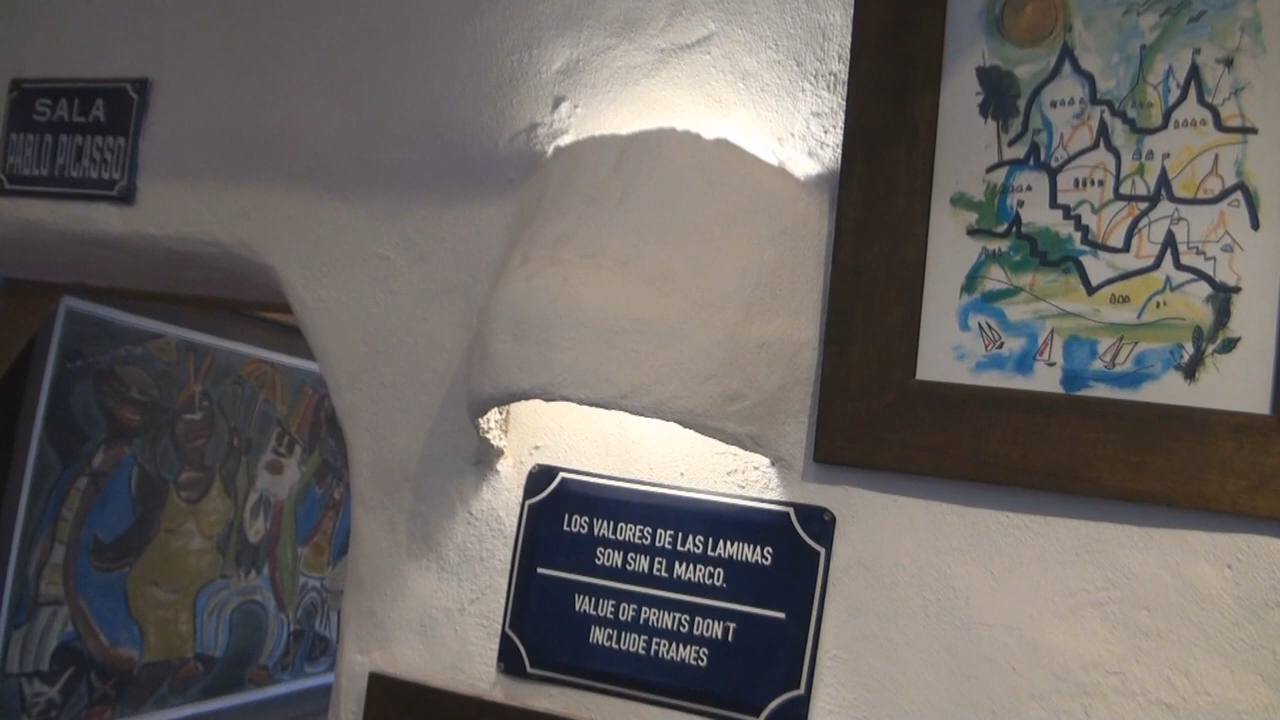 SALA
PABLO PICASSO
LOS VALORES DE LAS LAMINAS
SON SIN EL MARCO.
VALUE OF PRINTS DON'T
INCLUDE FRAMES